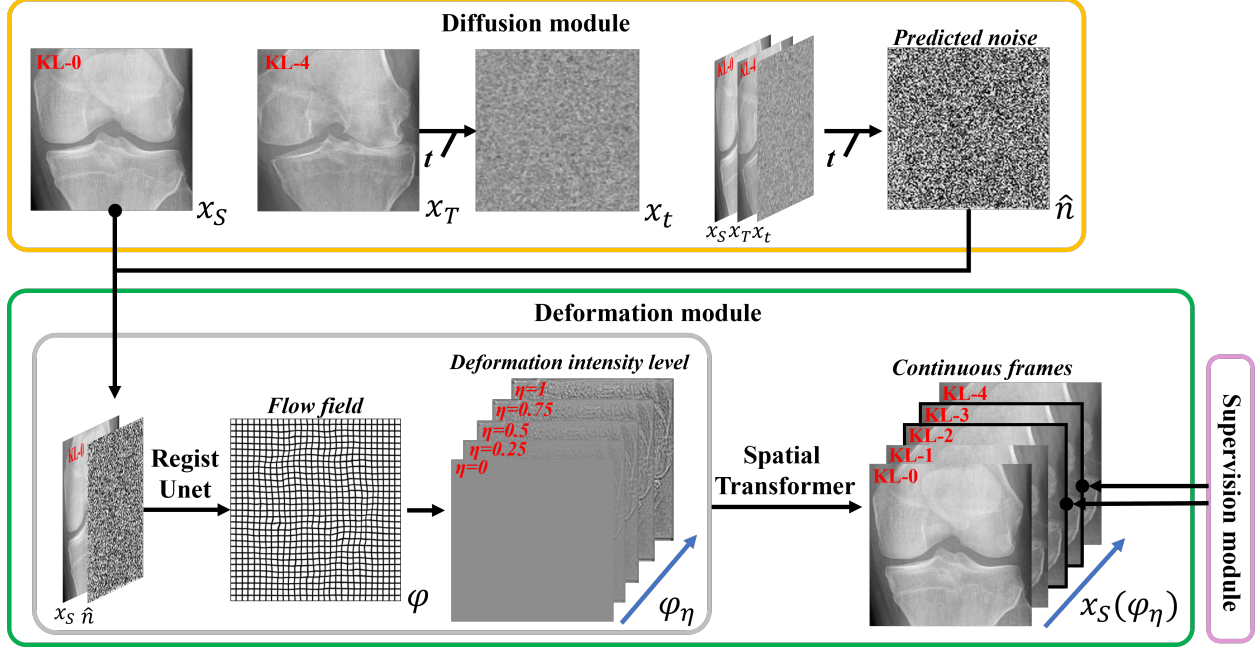 Diffusion module
KL-0
x_S
KL-4
x_T
t
x_t
KL-0
KL-4
x_S x_T x_t
t
Predicted noise
n̂
Deformation module
KL-0
x_S n̂
Regist
Unet
Flow field
φ
Deformation intensity level
η=1
η=0.75
η=0.5
η=0.25
η=0
φ_η
Spatial
Transformer
Continuous frames
KL-4
KL-3
KL-2
KL-1
KL-0
x_S(φ_η)
Supervision module